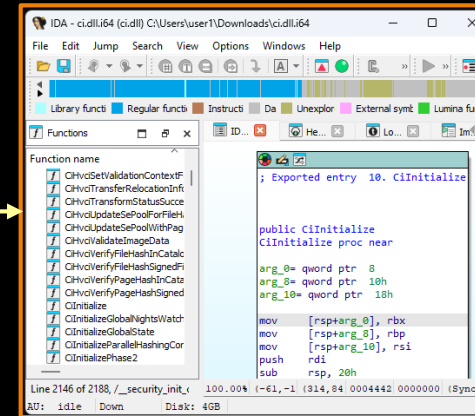 IDA - ci.dll.i64 (ci.dll) C:\Users\user1\Downloads\ci.dll.i64
File Edit Jump Search View Options Windows Help
Library functi Regular functi Instructi Da Unexplor External symb Lumina fu
Functions
ID... He... Lo... Im
Function name
CiHvciSetValidationContextF
CiHvciTransferRelocationInfo
CiHvciTransformStatusSucce
CiHvciUpdateSePoolForFileHa
CiHvciUpdateSePoolWithPag
CiHvciValidateImageData
CiHvciVerifyFileHashInCatalo
CiHvciVerifyFileHashSignedFi
CiHvciVerifyPageHashInCata
CiHvciVerifyPageHashSigned
CiInitialize
CiInitializeGlobalNightsWatch
CiInitializeGlobalState
CiInitializeParallelHashingCor
CiInitializePhase2
; Exported entry 10. CiInitialize
public CiInitialize
CiInitialize proc near
arg_0= qword ptr 8
arg_8= qword ptr 10h
arg_10= qword ptr 18h
mov [rsp+arg_0], rbx
mov [rsp+arg_8], rbp
mov [rsp+arg_10], rsi
push rdi
sub rsp, 20h
Line 2146 of 2188, /__security_init_c
100.00% (-61,-1 (314,84 0004442 0000000 (Sync
AU: idle Down Disk: 4GB